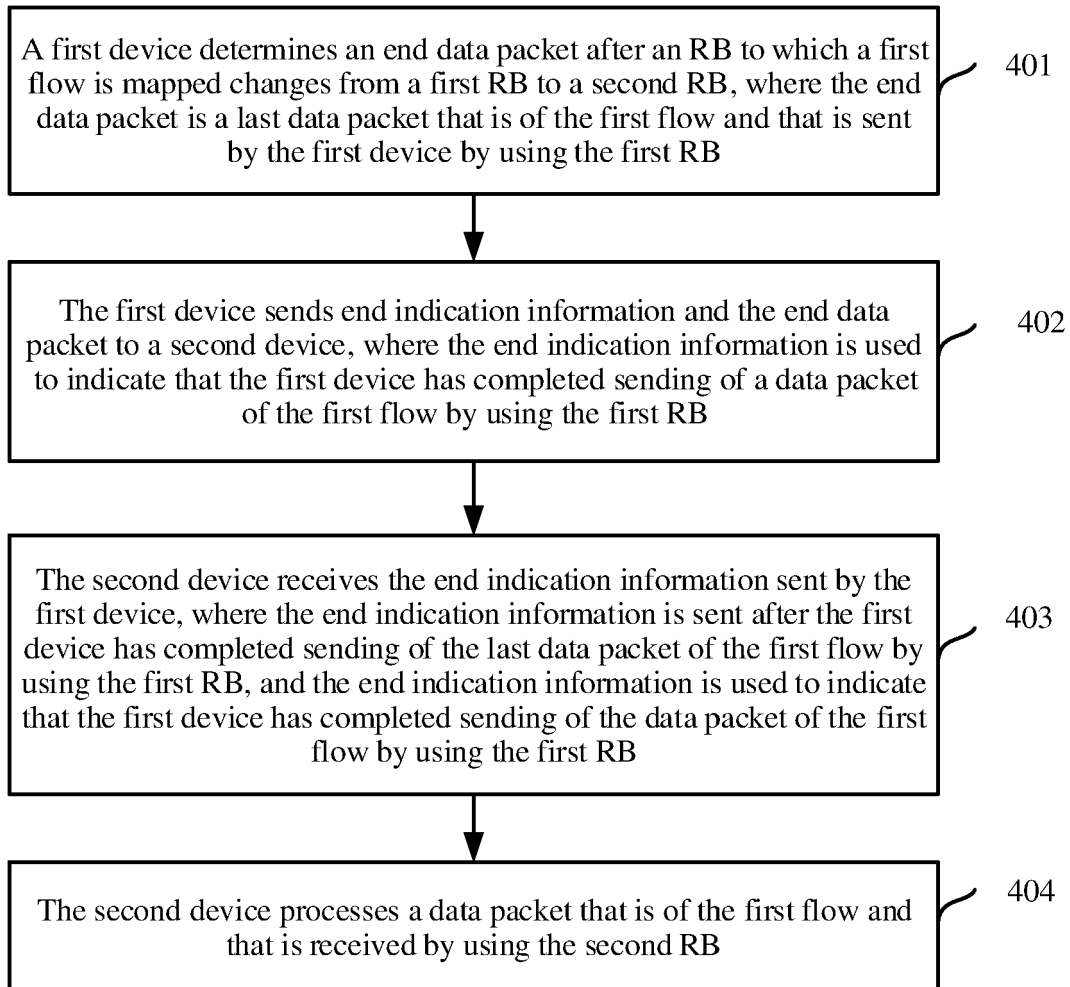 A first device determines an end data packet after an RB to which a first
flow is mapped changes from a first RB to a second RB, where the end
data packet is a last data packet that is of the first flow and that is sent
by the first device by using the first RB
401
The first device sends end indication information and the end data
packet to a second device, where the end indication information is used
to indicate that the first device has completed sending of a data packet
of the first flow by using the first RB
402
The second device receives the end indication information sent by the
first device, where the end indication information is sent after the first
device has completed sending of the last data packet of the first flow by
using the first RB, and the end indication information is used to indicate
that the first device has completed sending of the data packet of the first
flow by using the first RB
403
The second device processes a data packet that is of the first flow and
that is received by using the second RB
404